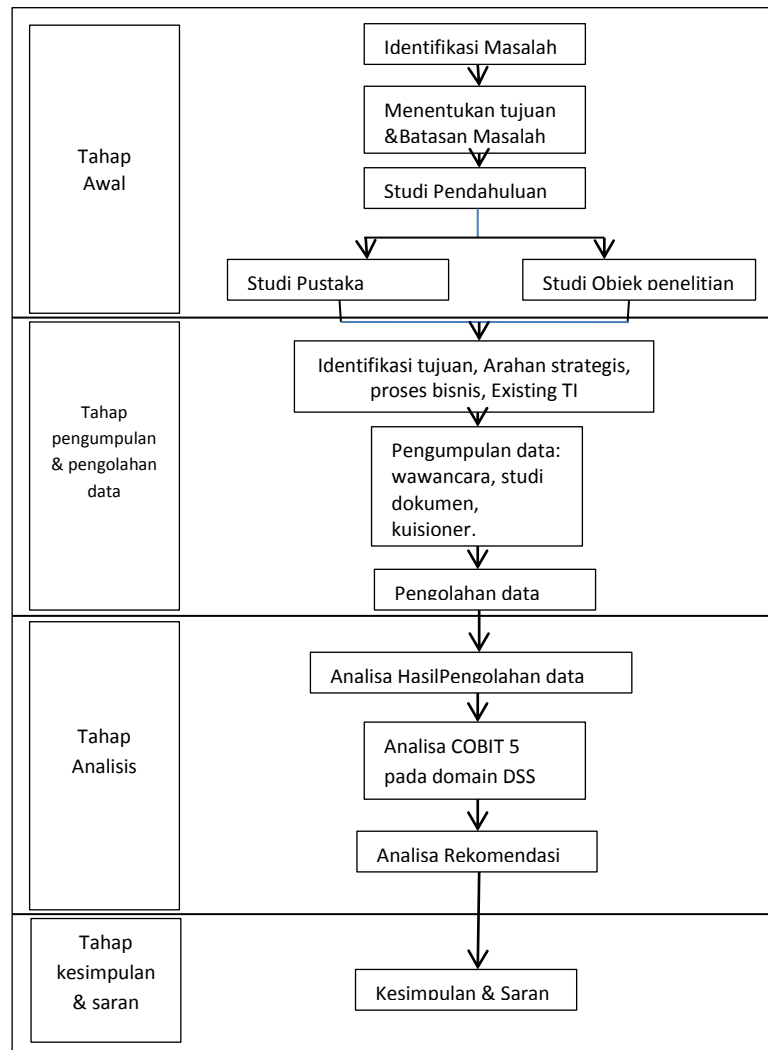 Tahap
Awal
Identifikasi Masalah
Menentukan tujuan
&Batasan Masalah
Studi Pendahuluan
Studi Pustaka
Studi Obiek penelitian
Tahap
pengumpulan
& pengolahan
data
Identifikasi tujuan, Arahan strategis,
proses bisnis, Existing TI
Pengumpulan data:
wawancara, studi
dokumen,
kuisioner.
Pengolahan data
Tahap
Analisis
Analisa HasilPengolahan data
Analisa COBIT 5
pada domain DSS
Analisa Rekomendasi
Tahap
kesimpulan
& saran
Kesimpulan & Saran